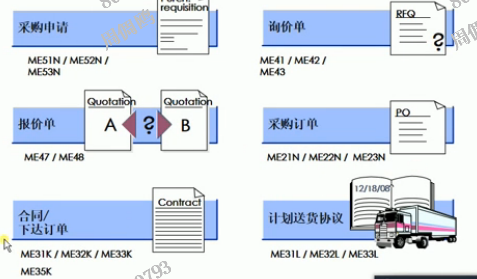 采购申请
requisition
ME51N / ME52N /
ME53N
询价单
RFQ
?
ME41 / ME42 /
ME43
报价单
Quotation
A
?
Quotation
B
ME47 / ME48
采购订单
PO
ME21N / ME22N / ME23N
合同/
下达订单
Contract
ME31K / ME32K / ME33K
ME35K
计划送货协议
12/18/08
ME31L / ME32L / ME33L